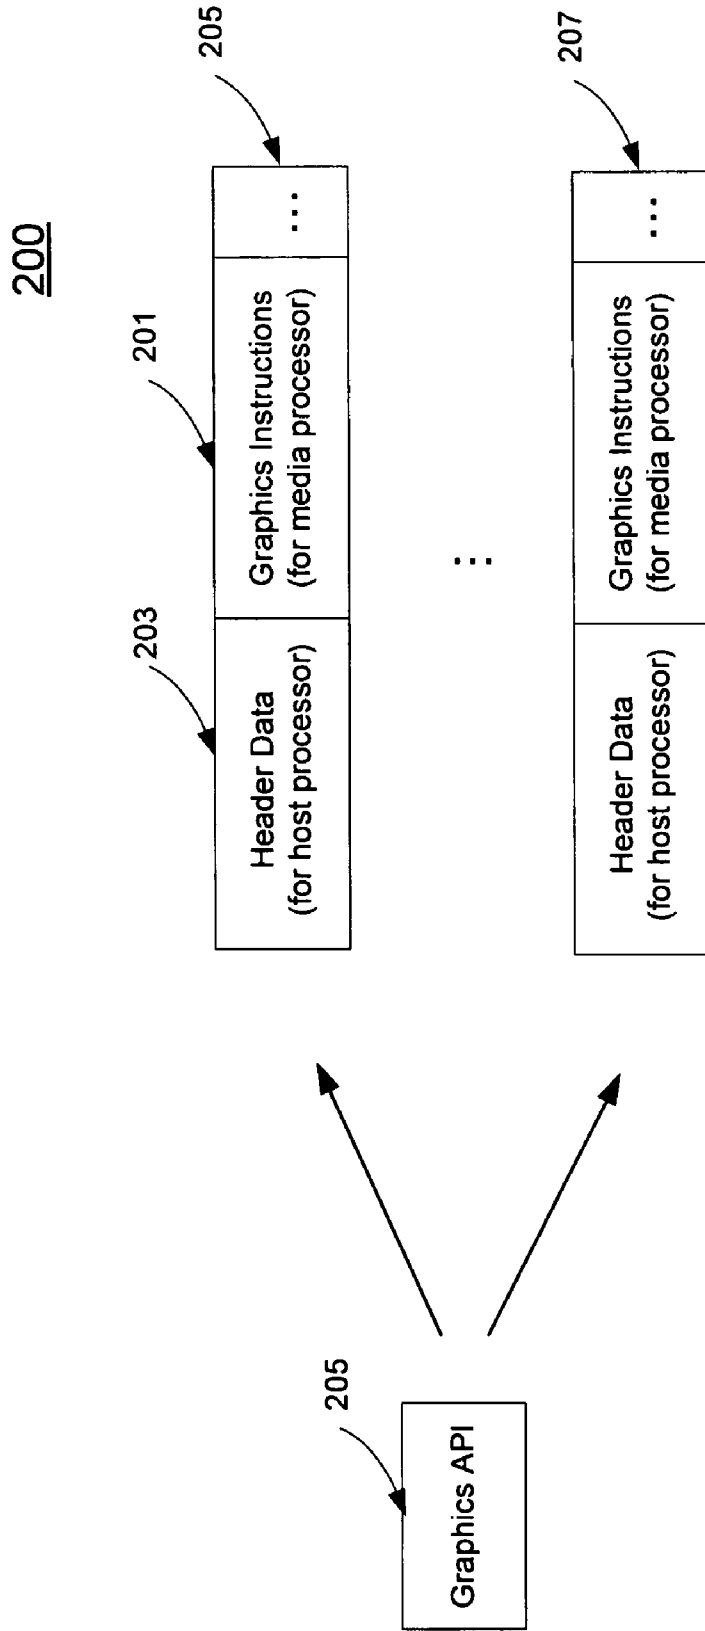 200
205
201
203
Header Data
(for host processor)
Graphics Instructions
(for media processor)
...
205
Graphics API
...
207
Header Data
(for host processor)
Graphics Instructions
(for media processor)
...